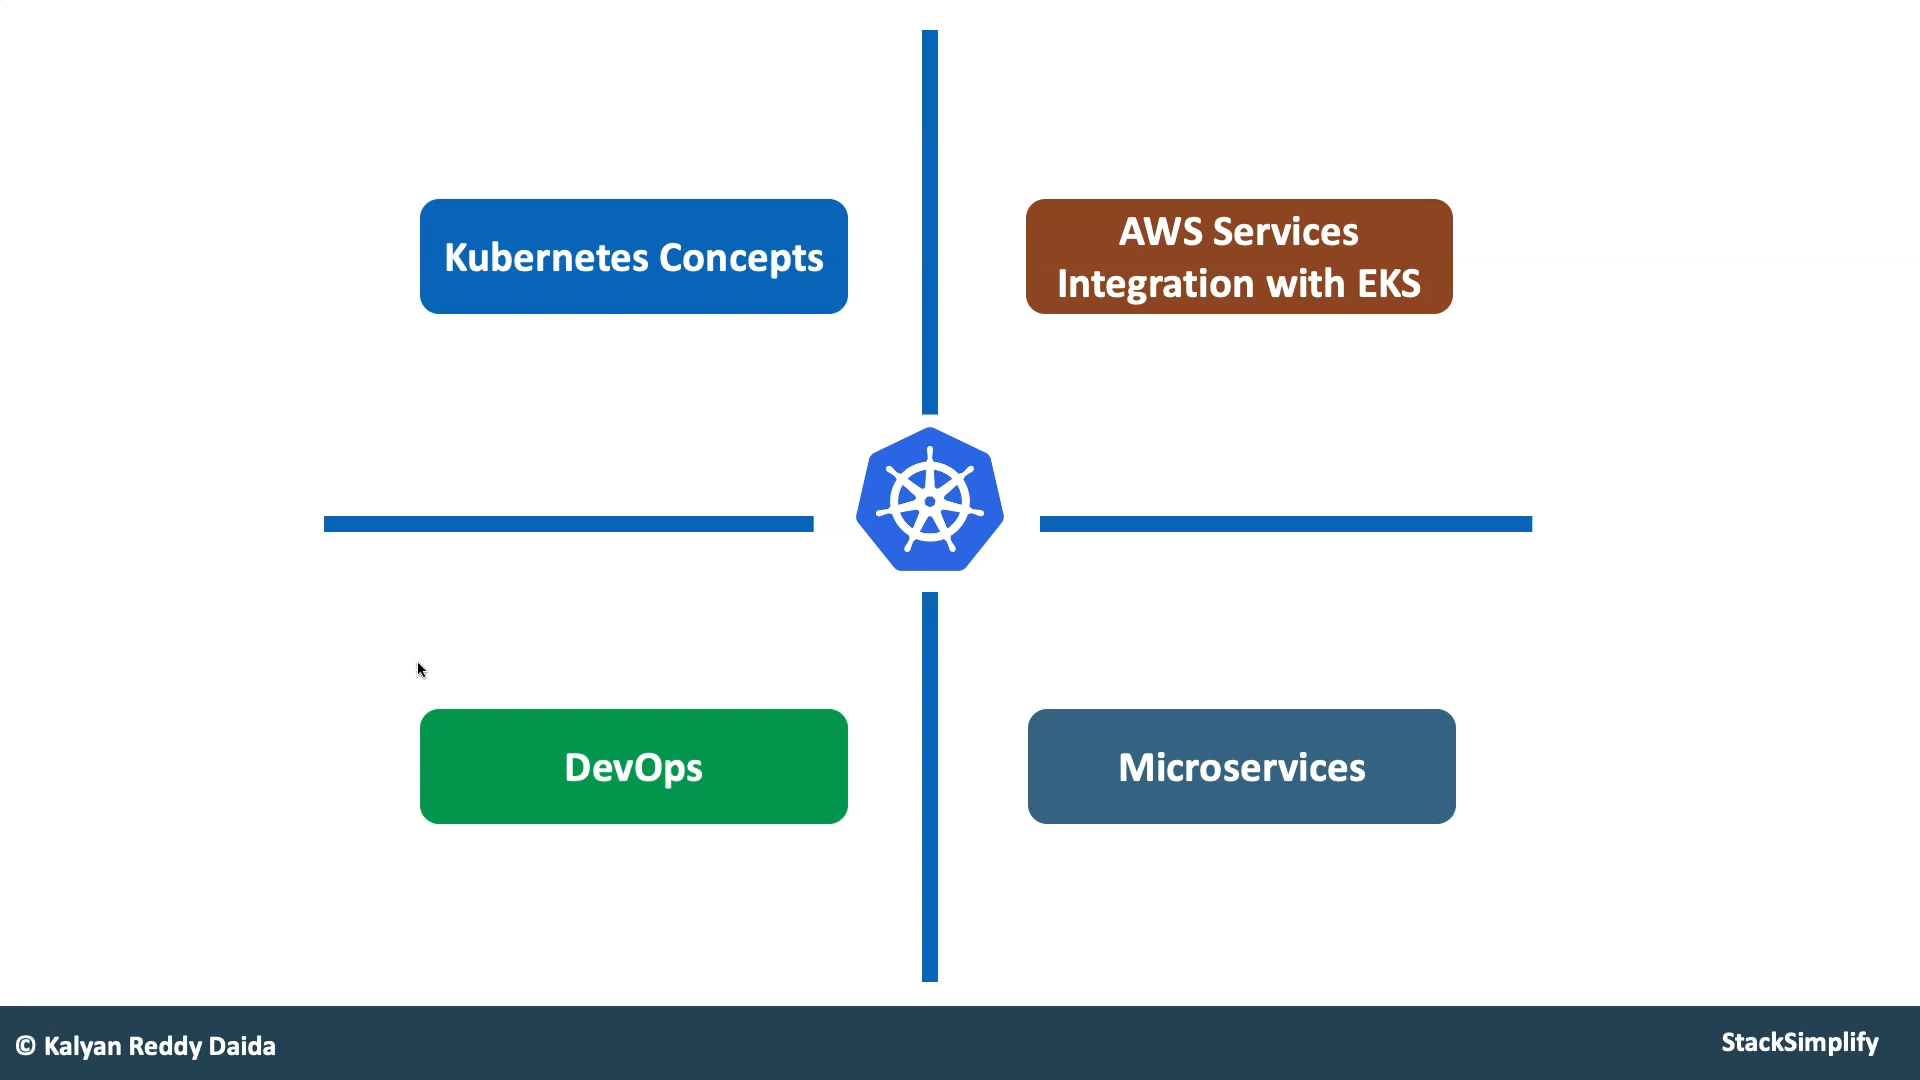 Kubernetes Concepts
AWS Services
Integration with EKS
DevOps
Microservices
© Kalyan Reddy Daida
StackSimplify